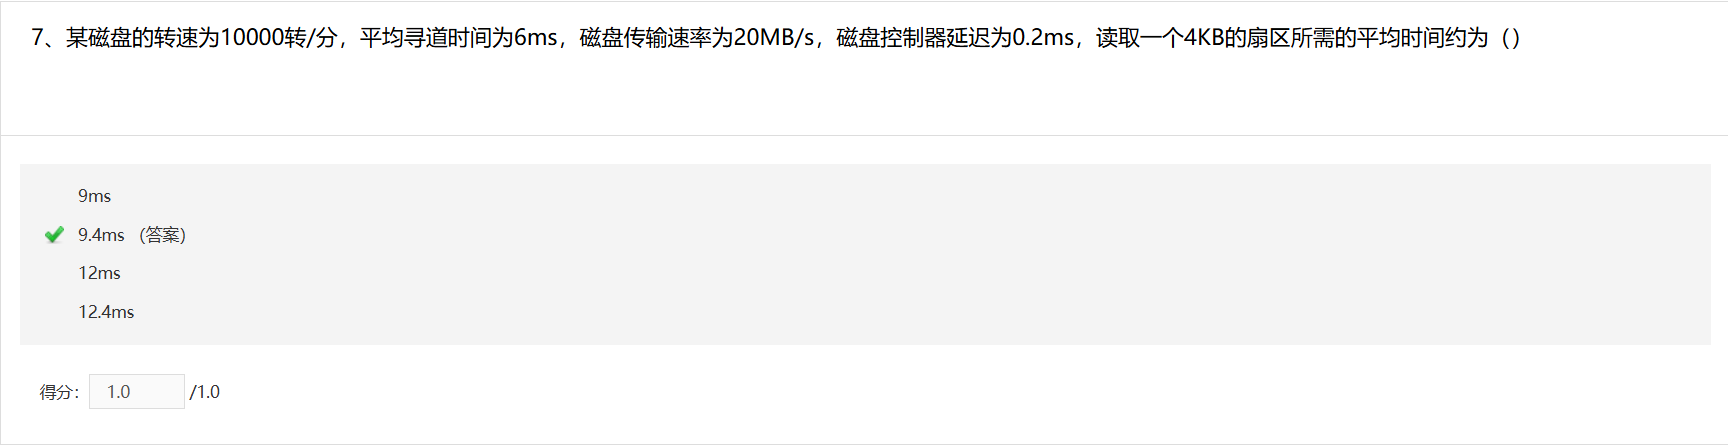 7、某磁盘的转速为10000转/分，平均寻道时间为6ms，磁盘传输速率为20MB/s，磁盘控制器延迟为0.2ms，读取一个4KB的扇区所需的平均时间约为（）
9ms
9.4ms （答案）
12ms
12.4ms
得分： 1.0 /1.0